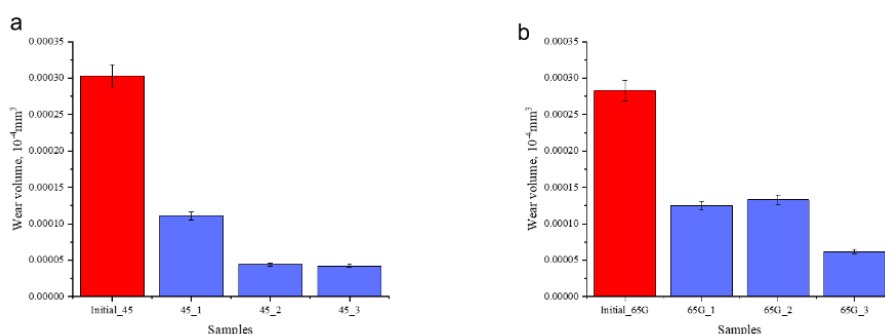 a
0.00035
0.00030
0.00025
0.00020
0.00015
0.00010
0.00005
0.00000
Wear volume, 10⁻⁴mm³
Initial_45 45_1 45_2 45_3
Samples
b
0.00035
0.00030
0.00025
0.00020
0.00015
0.00010
0.00005
0.00000
Wear volume, 10⁻⁴mm³
Initial_65G 65G_1 65G_2 65G_3
Samples